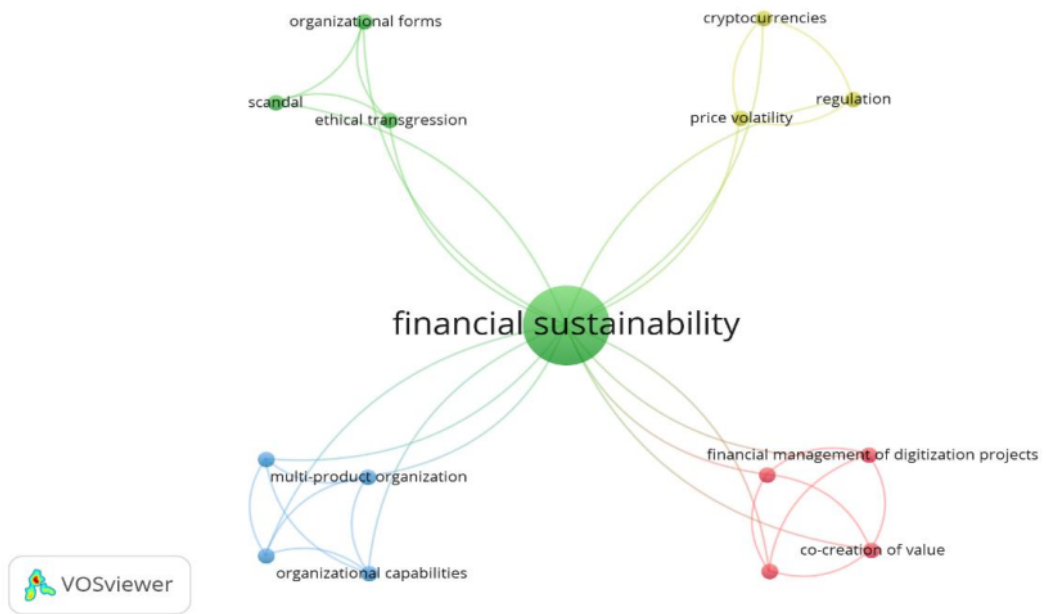 organizational forms
cryptocurrencies
scandal
regulation
ethical transgression
price volatility
financial sustainability
financial management of digitization projects
multi-product organization
co-creation of value
organizational capabilities
VOSviewer